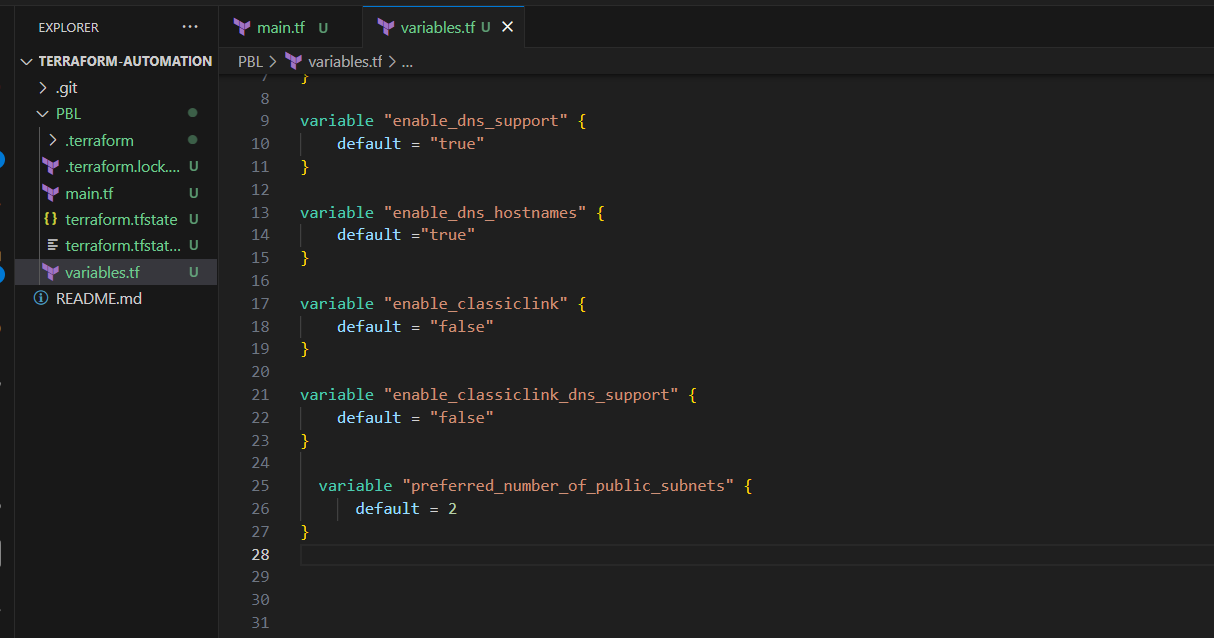 EXPLORER ···
TERRAFORM-AUTOMATION
.git
PBL
.terraform
.terraform.lock.... U
main.tf U
terraform.tfstate U
terraform.tfstat... U
variables.tf U
README.md
main.tf U
variables.tf U
PBL > variables.tf > ...
7 }
8
9 variable "enable_dns_support" {
10 default = "true"
11 }
12
13 variable "enable_dns_hostnames" {
14 default ="true"
15 }
16
17 variable "enable_classiclink" {
18 default = "false"
19 }
20
21 variable "enable_classiclink_dns_support" {
22 default = "false"
23 }
24
25 variable "preferred_number_of_public_subnets" {
26 default = 2
27 }
28
29
30
31